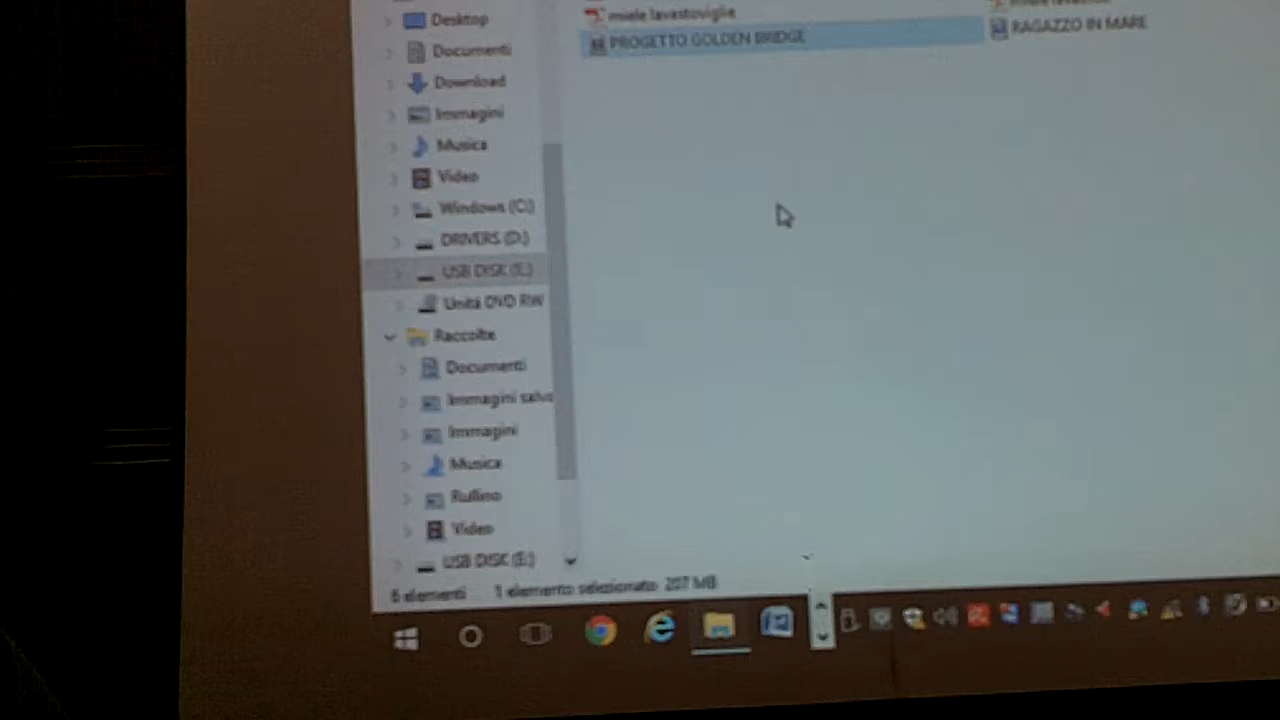 miele lavastoviglie
PROGETTO GOLDEN BRIDGE
RAGAZZO IN MARE
Desktop
Documenti
Download
Immagini
Musica
Video
Windows (C:)
DRIVERS (D:)
USB DISK (E:)
Unità DVD RW
Raccolte
Documenti
Immagini salva
Immagini
Musica
Rullino
Video
USB DISK (E:)
6 elementi 1 elemento selezionato 207 MB